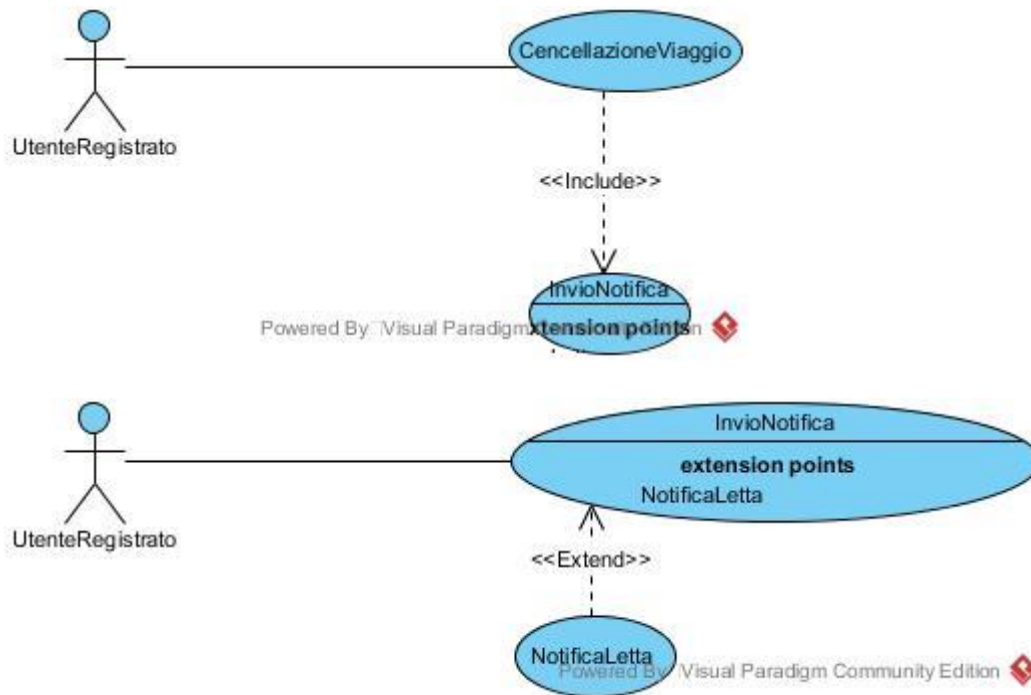 CencellazioneViaggio
UtenteRegistrato
<<Include>>
InvioNotifica
extension points
Powered By Visual Paradigm
InvioNotifica
extension points
NotificaLetta
UtenteRegistrato
<<Extend>>
NotificaLetta
Powered By Visual Paradigm Community Edition